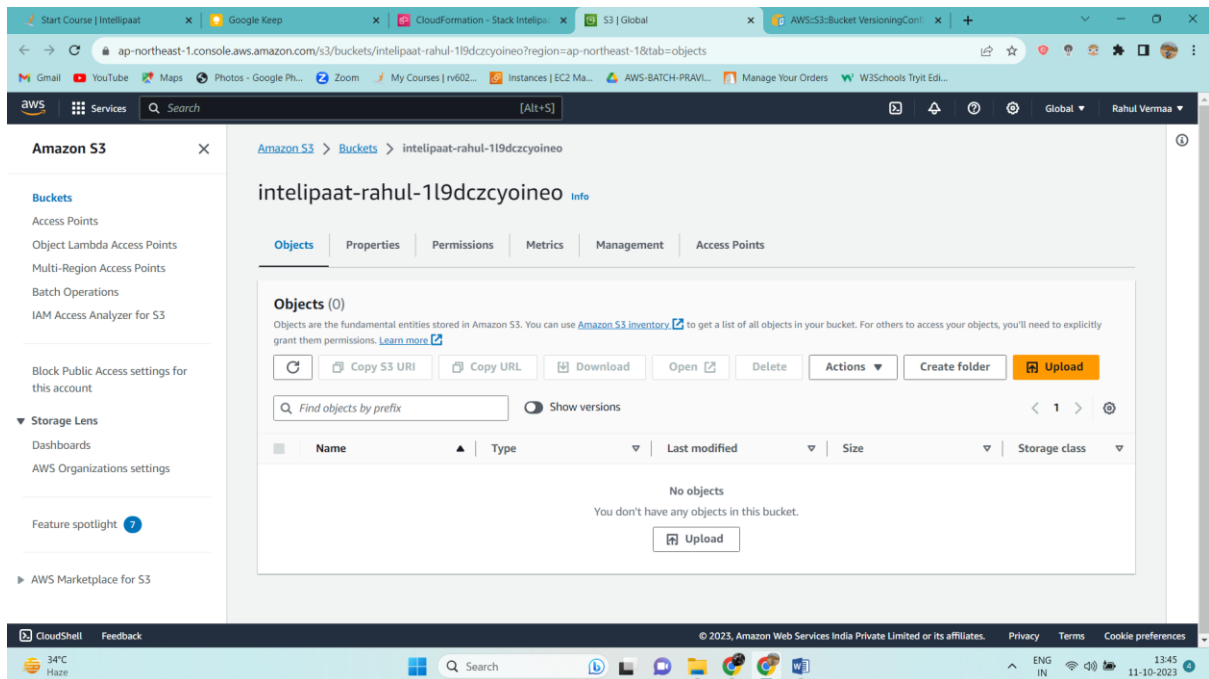 Start Course | Intellipaat
Google Keep
CloudFormation - Stack Intelipa
S3 | Global
AWS::S3::Bucket VersioningConfi
ap-northeast-1.console.aws.amazon.com/s3/buckets/intelipaat-rahul-1l9dczcyoineo?region=ap-northeast-1&tab=objects
Gmail YouTube Maps Photos - Google Ph... Zoom My Courses | rv602... Instances | EC2 Ma... AWS-BATCH-PRAVI... Manage Your Orders W3Schools Tryit Edi...
aws Services Search [Alt+S] Global Rahul Vermaa
Amazon S3
Buckets
Access Points
Object Lambda Access Points
Multi-Region Access Points
Batch Operations
IAM Access Analyzer for S3
Block Public Access settings for
this account
Storage Lens
Dashboards
AWS Organizations settings
Feature spotlight 7
AWS Marketplace for S3
Amazon S3 > Buckets > intelipaat-rahul-1l9dczcyoineo
intelipaat-rahul-1l9dczcyoineo Info
Objects Properties Permissions Metrics Management Access Points
Objects (0)
Objects are the fundamental entities stored in Amazon S3. You can use Amazon S3 inventory to get a list of all objects in your bucket. For others to access your objects, you'll need to explicitly
grant them permissions. Learn more
Copy S3 URI Copy URL Download Open Delete Actions Create folder Upload
Find objects by prefix Show versions < 1 >
Name Type Last modified Size Storage class
No objects
You don't have any objects in this bucket.
Upload
CloudShell Feedback © 2023, Amazon Web Services India Private Limited or its affiliates. Privacy Terms Cookie preferences
34°C
Haze
Search
ENG
IN
13:45
11-10-2023
4